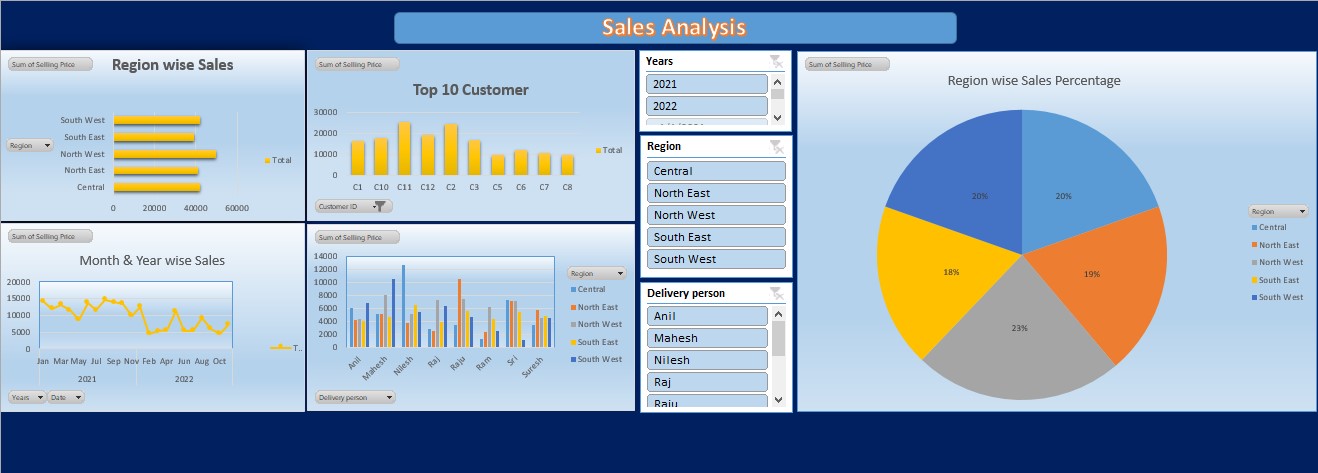 Sales Analysis
Sum of Selling Price
Region wise Sales
South West
South East
North West
North East
Central
Region
Total
0 20000 40000 60000
Sum of Selling Price
Top 10 Customer
30000
20000
10000
0
C1 C10 C11 C12 C2 C3 C5 C6 C7 C8
Total
Customer ID
Years
2021
2022
Region
Central
North East
North West
South East
South West
Delivery person
Anil
Mahesh
Nilesh
Raj
Raju
Sum of Selling Price
Month & Year wise Sales
20000
15000
10000
5000
0
Jan Mar May Jul Sep Nov Feb Apr Jun Aug Oct
2021 2022
T...
Years Date
Sum of Selling Price
14000
12000
10000
8000
6000
4000
2000
0
Anil Mahesh Nilesh Raj Raju Ram Sri Suresh
Region
Central
North East
North West
South East
South West
Delivery person
Sum of Selling Price
Region wise Sales Percentage
20% 20%
18% 19%
23%
Region
Central
North East
North West
South East
South West